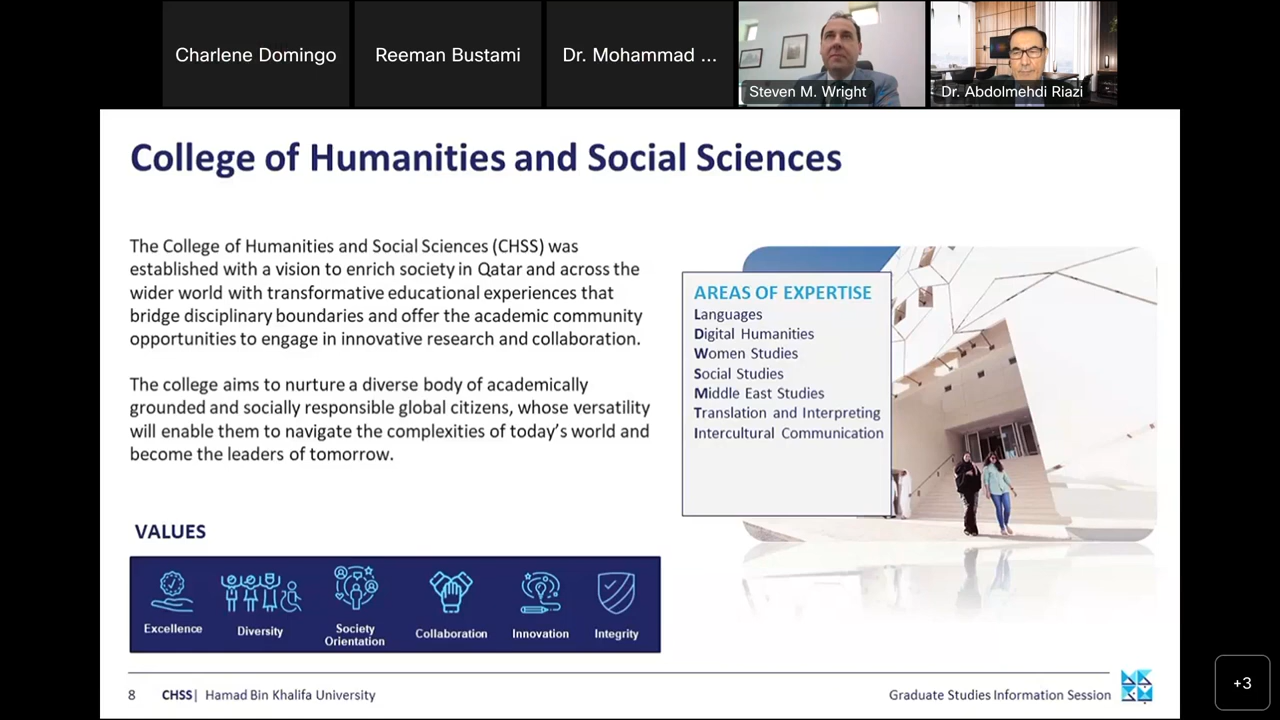 Charlene Domingo
Reeman Bustami
Dr. Mohammad ...
Steven M. Wright
Dr. Abdolmehdi Riazi
College of Humanities and Social Sciences
The College of Humanities and Social Sciences (CHSS) was
established with a vision to enrich society in Qatar and across the
wider world with transformative educational experiences that
bridge disciplinary boundaries and offer the academic community
opportunities to engage in innovative research and collaboration.
The college aims to nurture a diverse body of academically
grounded and socially responsible global citizens, whose versatility
will enable them to navigate the complexities of today’s world and
become the leaders of tomorrow.
AREAS OF EXPERTISE
Languages
Digital Humanities
Women Studies
Social Studies
Middle East Studies
Translation and Interpreting
Intercultural Communication
VALUES
Excellence
Diversity
Society
Orientation
Collaboration
Innovation
Integrity
8 CHSS| Hamad Bin Khalifa University
Graduate Studies Information Session
+3